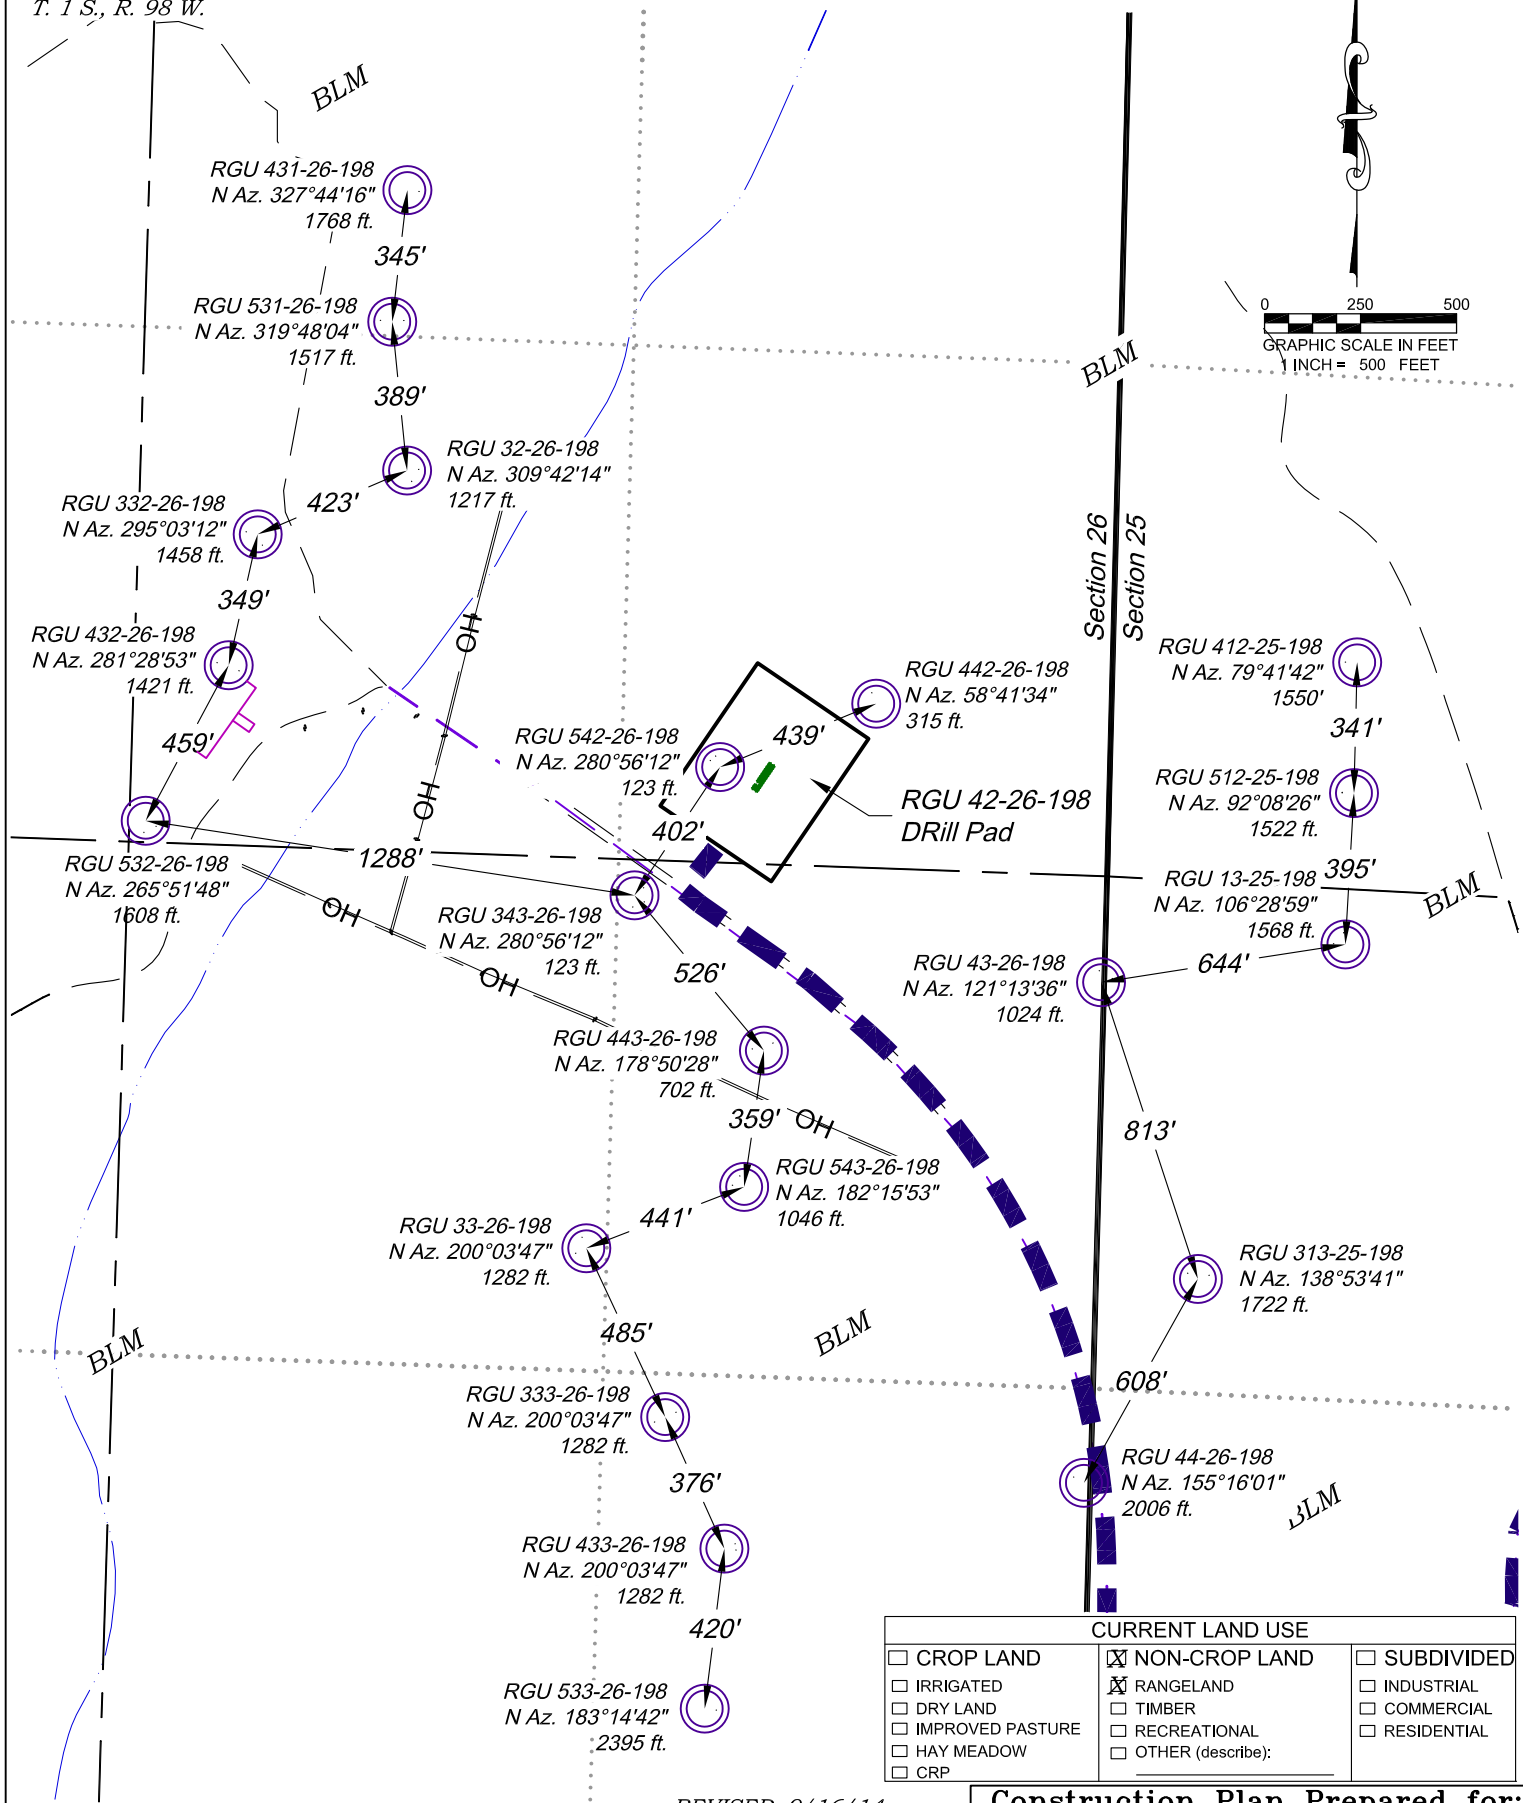 T. 1 S., R. 98 W.
BLM
RGU 431-26-198
N Az. 327°44'16"
1768 ft.
345'
RGU 531-26-198
N Az. 319°48'04"
1517 ft.
0 250 500
GRAPHIC SCALE IN FEET
1 INCH = 500 FEET
BLM
389'
RGU 32-26-198
N Az. 309°42'14"
1217 ft.
423'
RGU 332-26-198
N Az. 295°03'12"
1458 ft.
349'
Section 26
Section 25
OH
RGU 432-26-198
N Az. 281°28'53"
1421 ft.
459'
RGU 412-25-198
N Az. 79°41'42"
1550'
341'
RGU 442-26-198
N Az. 58°41'34"
315 ft.
439'
RGU 542-26-198
N Az. 280°56'12"
123 ft.
402'
RGU 42-26-198
DRill Pad
OH
RGU 512-25-198
N Az. 92°08'26"
1522 ft.
395'
1288'
RGU 532-26-198
N Az. 265°51'48"
1608 ft.
OH
RGU 13-25-198
N Az. 106°28'59"
1568 ft.
BLM
RGU 343-26-198
N Az. 280°56'12"
123 ft.
OH
526'
RGU 43-26-198
N Az. 121°13'36"
1024 ft.
644'
RGU 443-26-198
N Az. 178°50'28"
702 ft.
359'
OH
813'
RGU 543-26-198
N Az. 182°15'53"
1046 ft.
441'
RGU 33-26-198
N Az. 200°03'47"
1282 ft.
RGU 313-25-198
N Az. 138°53'41"
1722 ft.
485'
BLM
BLM
608'
RGU 333-26-198
N Az. 200°03'47"
1282 ft.
376'
RGU 44-26-198
N Az. 155°16'01"
2006 ft.
BLM
RGU 433-26-198
N Az. 200°03'47"
1282 ft.
420'
RGU 533-26-198
N Az. 183°14'42"
2395 ft.
CURRENT LAND USE
CROP LAND
IRRIGATED
DRY LAND
IMPROVED PASTURE
HAY MEADOW
CRP
X NON-CROP LAND
X RANGELAND
TIMBER
RECREATIONAL
OTHER (describe):
SUBDIVIDED
INDUSTRIAL
COMMERCIAL
RESIDENTIAL
REVISED
Construction Plan Prepared for: